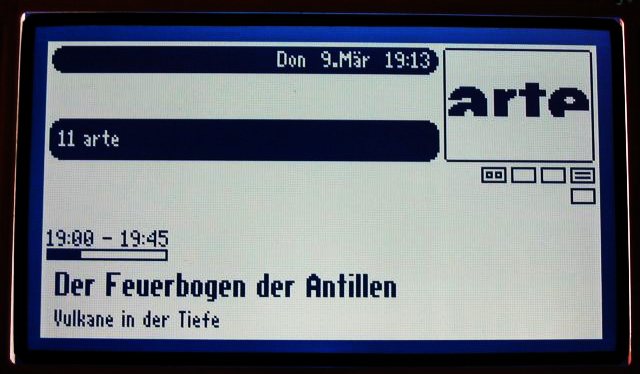 Don 9.Mär 19:13
arte
11 arte
19:00 - 19:45
Der Feuerbogen der Antillen
Vulkane in der Tiefe